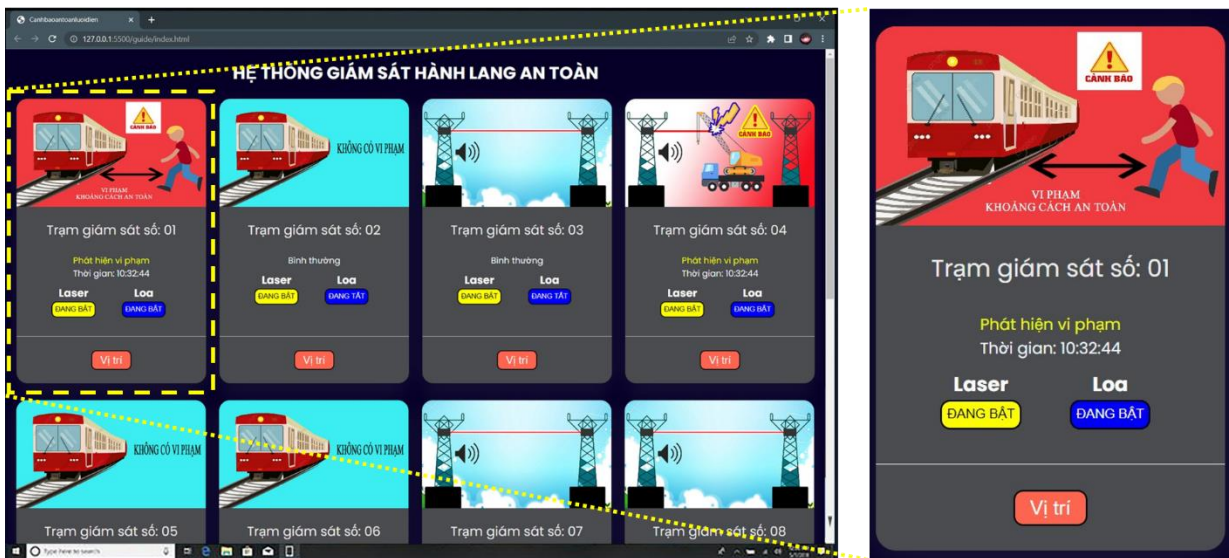 Canhbaoantoanluoidien
127.0.0.1:5500/guide/index.html
HỆ THỐNG GIÁM SÁT HÀNH LANG AN TOÀN
CẢNH BÁO
VI PHẠM
KHOẢNG CÁCH AN TOÀN
Trạm giám sát số: 01
Phát hiện vi phạm
Thời gian: 10:32:44
Laser Loa
ĐANG BẬT ĐANG BẬT
Vị trí
KHÔNG CÓ VI PHẠM
Trạm giám sát số: 02
Bình thường
Laser Loa
ĐANG BẬT ĐANG TẮT
Vị trí
Trạm giám sát số: 03
Bình thường
Laser Loa
ĐANG BẬT ĐANG TẮT
Vị trí
CẢNH BÁO
Trạm giám sát số: 04
Phát hiện vi phạm
Thời gian: 10:32:44
Laser Loa
ĐANG BẬT ĐANG BẬT
Vị trí
KHÔNG CÓ VI PHẠM
Trạm giám sát số: 05
KHÔNG CÓ VI PHẠM
Trạm giám sát số: 06
Trạm giám sát số: 07
Trạm giám sát số: 08
Type here to search
CẢNH BÁO
VI PHẠM
KHOẢNG CÁCH AN TOÀN
Trạm giám sát số: 01
Phát hiện vi phạm
Thời gian: 10:32:44
Laser Loa
ĐANG BẬT ĐANG BẬT
Vị trí